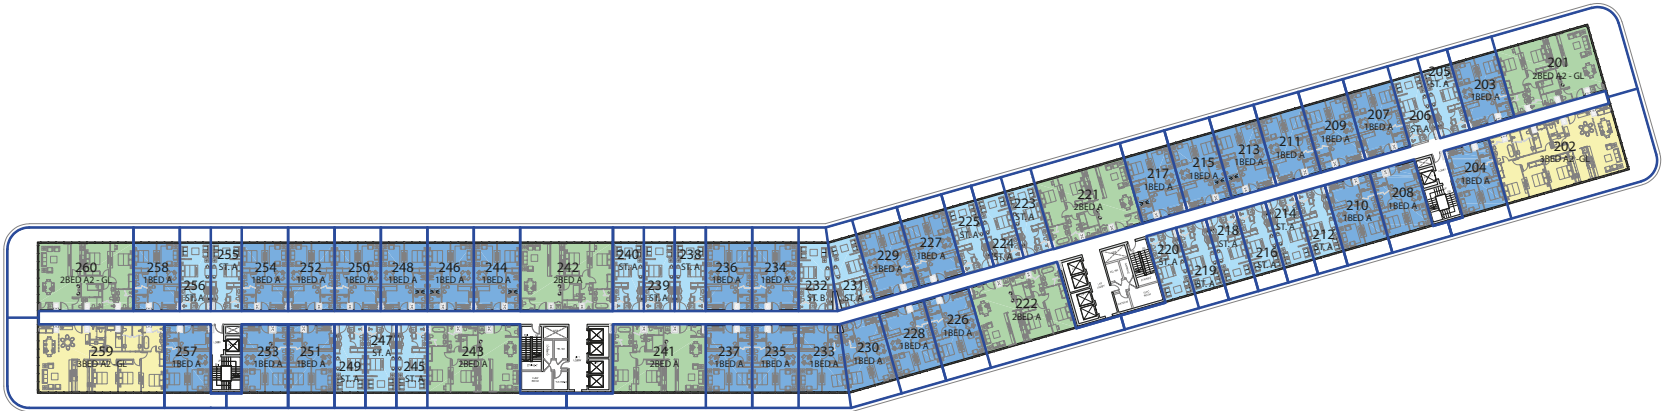 201
2BED A2 - GL
205
ST. A
203
1BED A
207
1BED A
206
ST. A
209
1BED A
211
1BED A
213
1BED A
215
1BED A
217
1BED A
202
3BED A2 -GL
204
1BED A
208
1BED A
210
1BED A
212
ST. A
214
ST. A
216
ST. A
218
ST. A
219
ST. A
220
ST. A
221
2BED A
223
ST. A
224
ST. A
225
ST. A
227
1BED A
229
1BED A
222
2BED A
226
1BED A
228
1BED A
230
1BED A
231
ST. A
232
ST. B
234
1BED A
236
1BED A
238
ST. A
239
ST. A
240
ST. A
242
2BED A
244
1BED A
246
1BED A
248
1BED A
250
1BED A
252
1BED A
254
1BED A
255
ST. A
256
ST. A
258
1BED A
260
2BED A2 - GL
259
3BED A2 -GL
257
1BED A
253
1BED A
251
1BED A
249
ST. A
247
ST. A
245
ST. A
243
2BED A
241
2BED A
237
1BED A
235
1BED A
233
1BED A